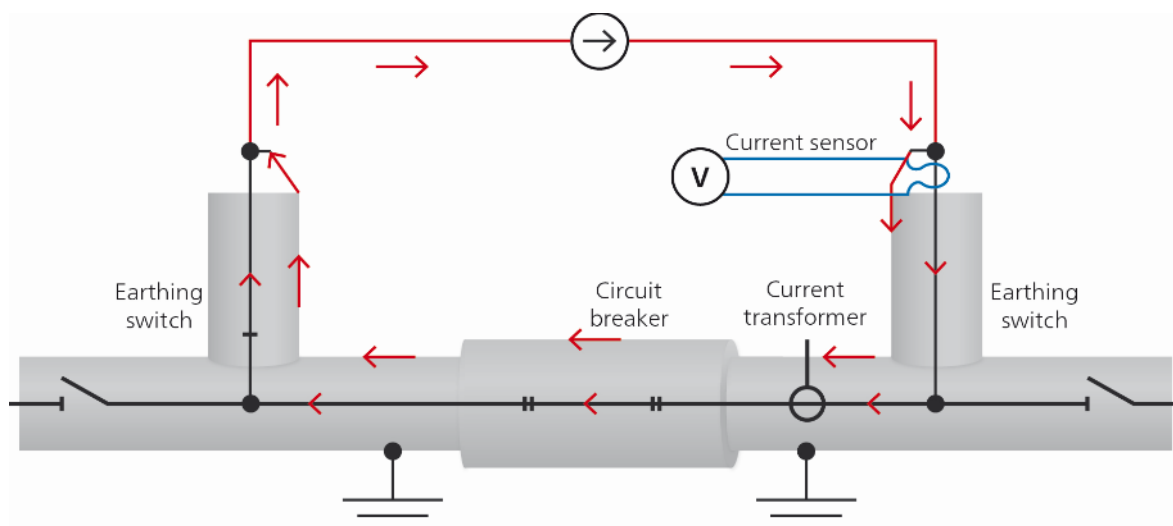 Current sensor
V
Earthing
switch
Circuit
breaker
Current
transformer
Earthing
switch